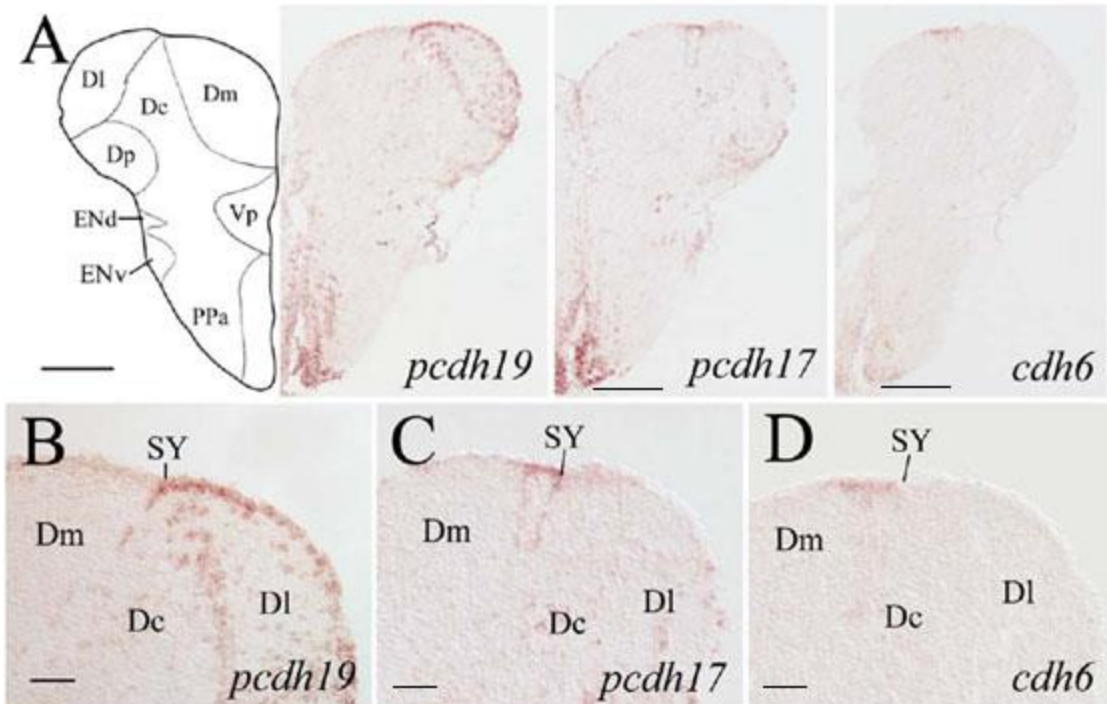 A
Dl
Dc
Dm
Dp
ENd
Vp
ENv
PPa
pcdh19
pcdh17
cdh6
B
SY
Dm
Dc
Dl
pcdh19
C
SY
Dm
Dc
Dl
pcdh17
D
SY
Dm
Dc
Dl
cdh6